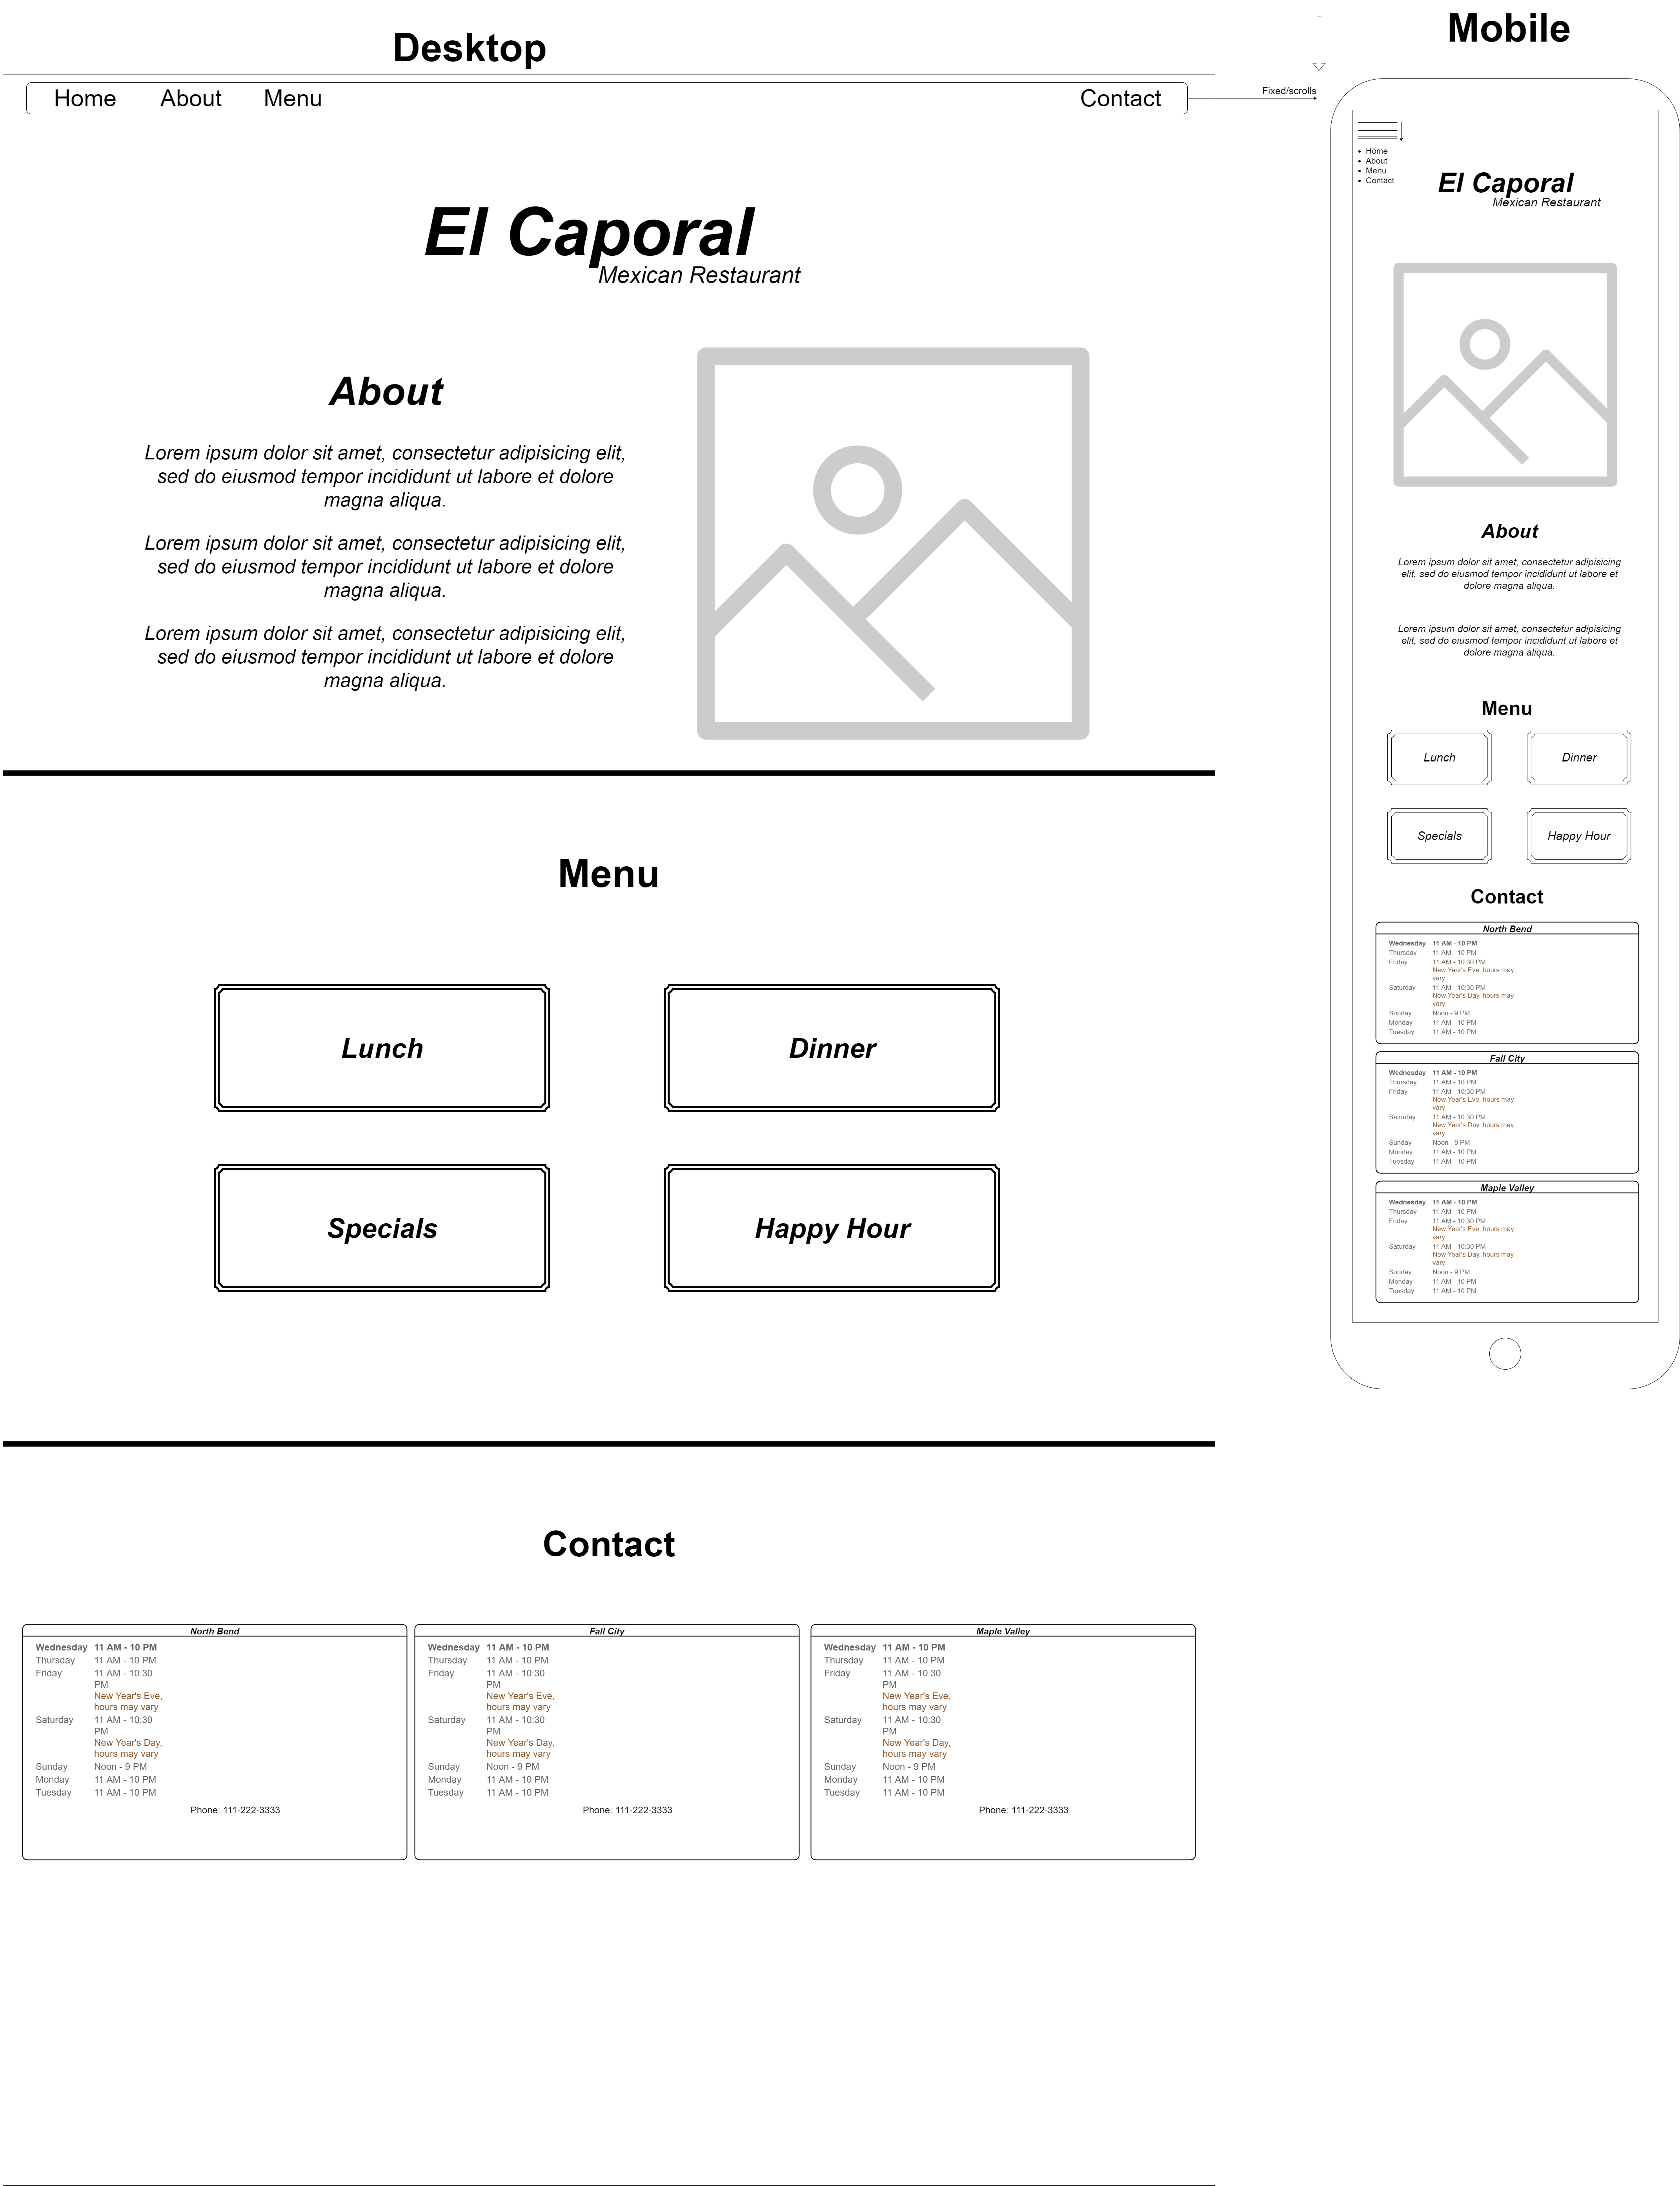 Desktop
Home About Menu Contact
Fixed/scrolls
El Caporal
Mexican Restaurant
About
Lorem ipsum dolor sit amet, consectetur adipisicing elit,
sed do eiusmod tempor incididunt ut labore et dolore
magna aliqua.
Lorem ipsum dolor sit amet, consectetur adipisicing elit,
sed do eiusmod tempor incididunt ut labore et dolore
magna aliqua.
Lorem ipsum dolor sit amet, consectetur adipisicing elit,
sed do eiusmod tempor incididunt ut labore et dolore
magna aliqua.
Menu
Lunch
Dinner
Specials
Happy Hour
Contact
North Bend
Wednesday 11 AM - 10 PM
Thursday 11 AM - 10 PM
Friday 11 AM - 10:30
PM
New Year's Eve,
hours may vary
Saturday 11 AM - 10:30
PM
New Year's Day,
hours may vary
Sunday Noon - 9 PM
Monday 11 AM - 10 PM
Tuesday 11 AM - 10 PM
Phone: 111-222-3333
Fall City
Wednesday 11 AM - 10 PM
Thursday 11 AM - 10 PM
Friday 11 AM - 10:30
PM
New Year's Eve,
hours may vary
Saturday 11 AM - 10:30
PM
New Year's Day,
hours may vary
Sunday Noon - 9 PM
Monday 11 AM - 10 PM
Tuesday 11 AM - 10 PM
Phone: 111-222-3333
Maple Valley
Wednesday 11 AM - 10 PM
Thursday 11 AM - 10 PM
Friday 11 AM - 10:30
PM
New Year's Eve,
hours may vary
Saturday 11 AM - 10:30
PM
New Year's Day,
hours may vary
Sunday Noon - 9 PM
Monday 11 AM - 10 PM
Tuesday 11 AM - 10 PM
Phone: 111-222-3333
Mobile
• Home
• About
• Menu
• Contact
El Caporal
Mexican Restaurant
About
Lorem ipsum dolor sit amet, consectetur adipisicing
elit, sed do eiusmod tempor incididunt ut labore et
dolore magna aliqua.
Lorem ipsum dolor sit amet, consectetur adipisicing
elit, sed do eiusmod tempor incididunt ut labore et
dolore magna aliqua.
Menu
Lunch
Dinner
Specials
Happy Hour
Contact
North Bend
Wednesday 11 AM - 10 PM
Thursday 11 AM - 10 PM
Friday 11 AM - 10:30 PM
New Year's Eve, hours may
vary
Saturday 11 AM - 10:30 PM
New Year's Day, hours may
vary
Sunday Noon - 9 PM
Monday 11 AM - 10 PM
Tuesday 11 AM - 10 PM
Fall City
Wednesday 11 AM - 10 PM
Thursday 11 AM - 10 PM
Friday 11 AM - 10:30 PM
New Year's Eve, hours may
vary
Saturday 11 AM - 10:30 PM
New Year's Day, hours may
vary
Sunday Noon - 9 PM
Monday 11 AM - 10 PM
Tuesday 11 AM - 10 PM
Maple Valley
Wednesday 11 AM - 10 PM
Thursday 11 AM - 10 PM
Friday 11 AM - 10:30 PM
New Year's Eve, hours may
vary
Saturday 11 AM - 10:30 PM
New Year's Day, hours may
vary
Sunday Noon - 9 PM
Monday 11 AM - 10 PM
Tuesday 11 AM - 10 PM